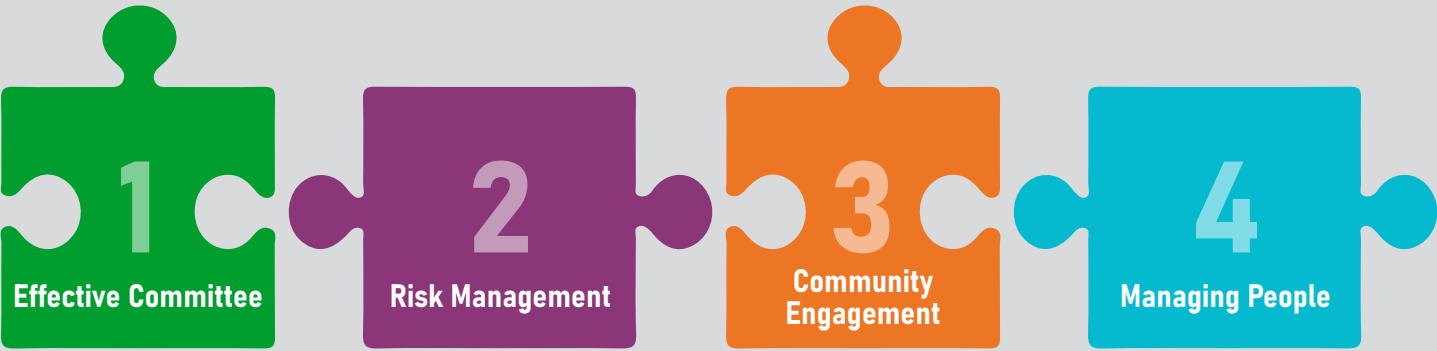 1
Effective Committee
2
Risk Management
3
Community
Engagement
4
Managing People